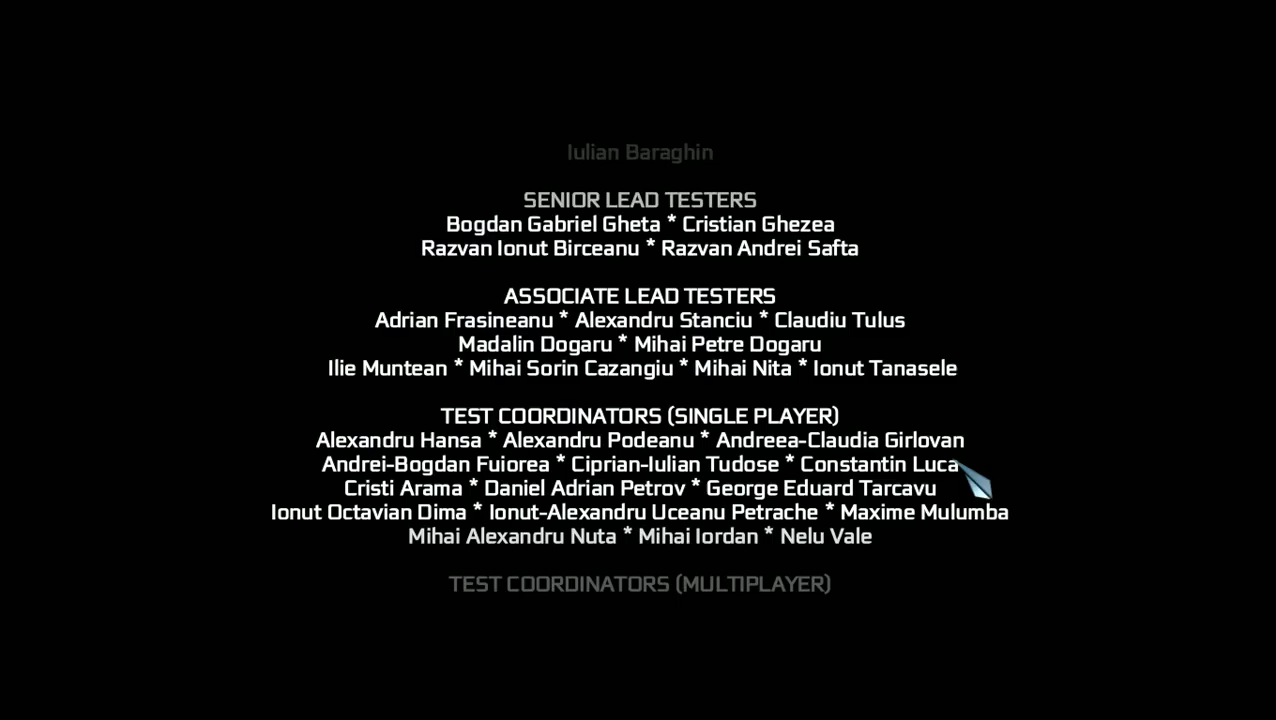 Iulian Baraghin
SENIOR LEAD TESTERS
Bogdan Gabriel Gheta * Cristian Ghezea
Razvan Ionut Birceanu * Razvan Andrei Safta
ASSOCIATE LEAD TESTERS
Adrian Frasineanu * Alexandru Stanciu * Claudiu Tulus
Madalin Dogaru * Mihai Petre Dogaru
Ilie Muntean * Mihai Sorin Cazangiu * Mihai Nita * Ionut Tanasele
TEST COORDINATORS (SINGLE PLAYER)
Alexandru Hansa * Alexandru Podeanu * Andreea-Claudia Girlovan
Andrei-Bogdan Fuiorea * Ciprian-Iulian Tudose * Constantin Luca
Cristi Arama * Daniel Adrian Petrov * George Eduard Tarcavu
Ionut Octavian Dima * Ionut-Alexandru Uceanu Petrache * Maxime Mulumba
Mihai Alexandru Nuta * Mihai Iordan * Nelu Vale
TEST COORDINATORS (MULTIPLAYER)